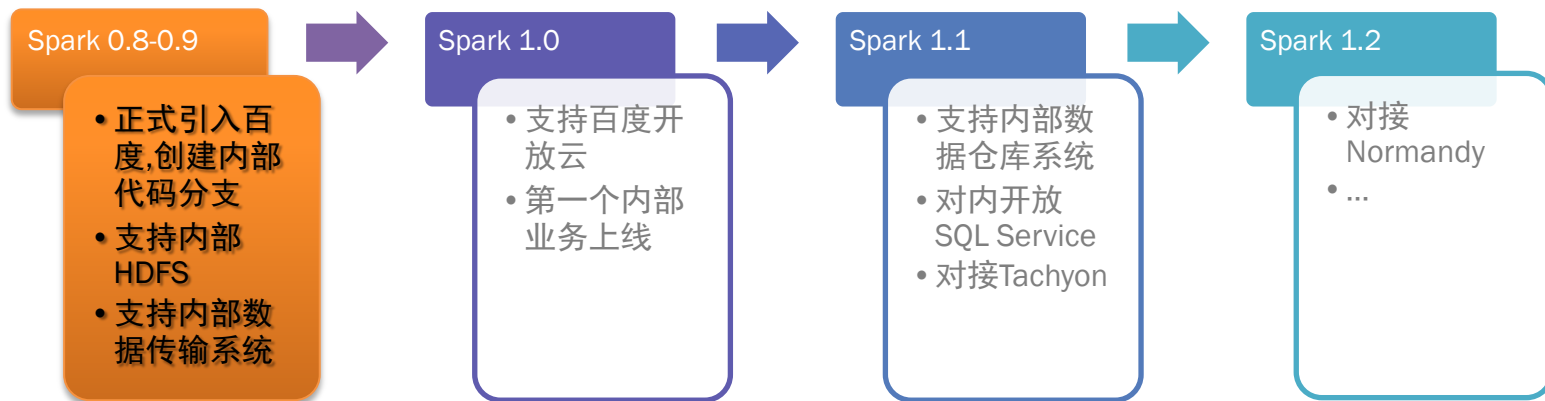 Spark 0.8-0.9
• 正式引入百
度,创建内部
代码分支
• 支持内部
HDFS
• 支持内部数
据传输系统
Spark 1.0
• 支持百度开
放云
• 第一个内部
业务上线
Spark 1.1
• 支持内部数
据仓库系统
• 对内开放
SQL Service
• 对接Tachyon
Spark 1.2
• 对接
Normandy
• ...